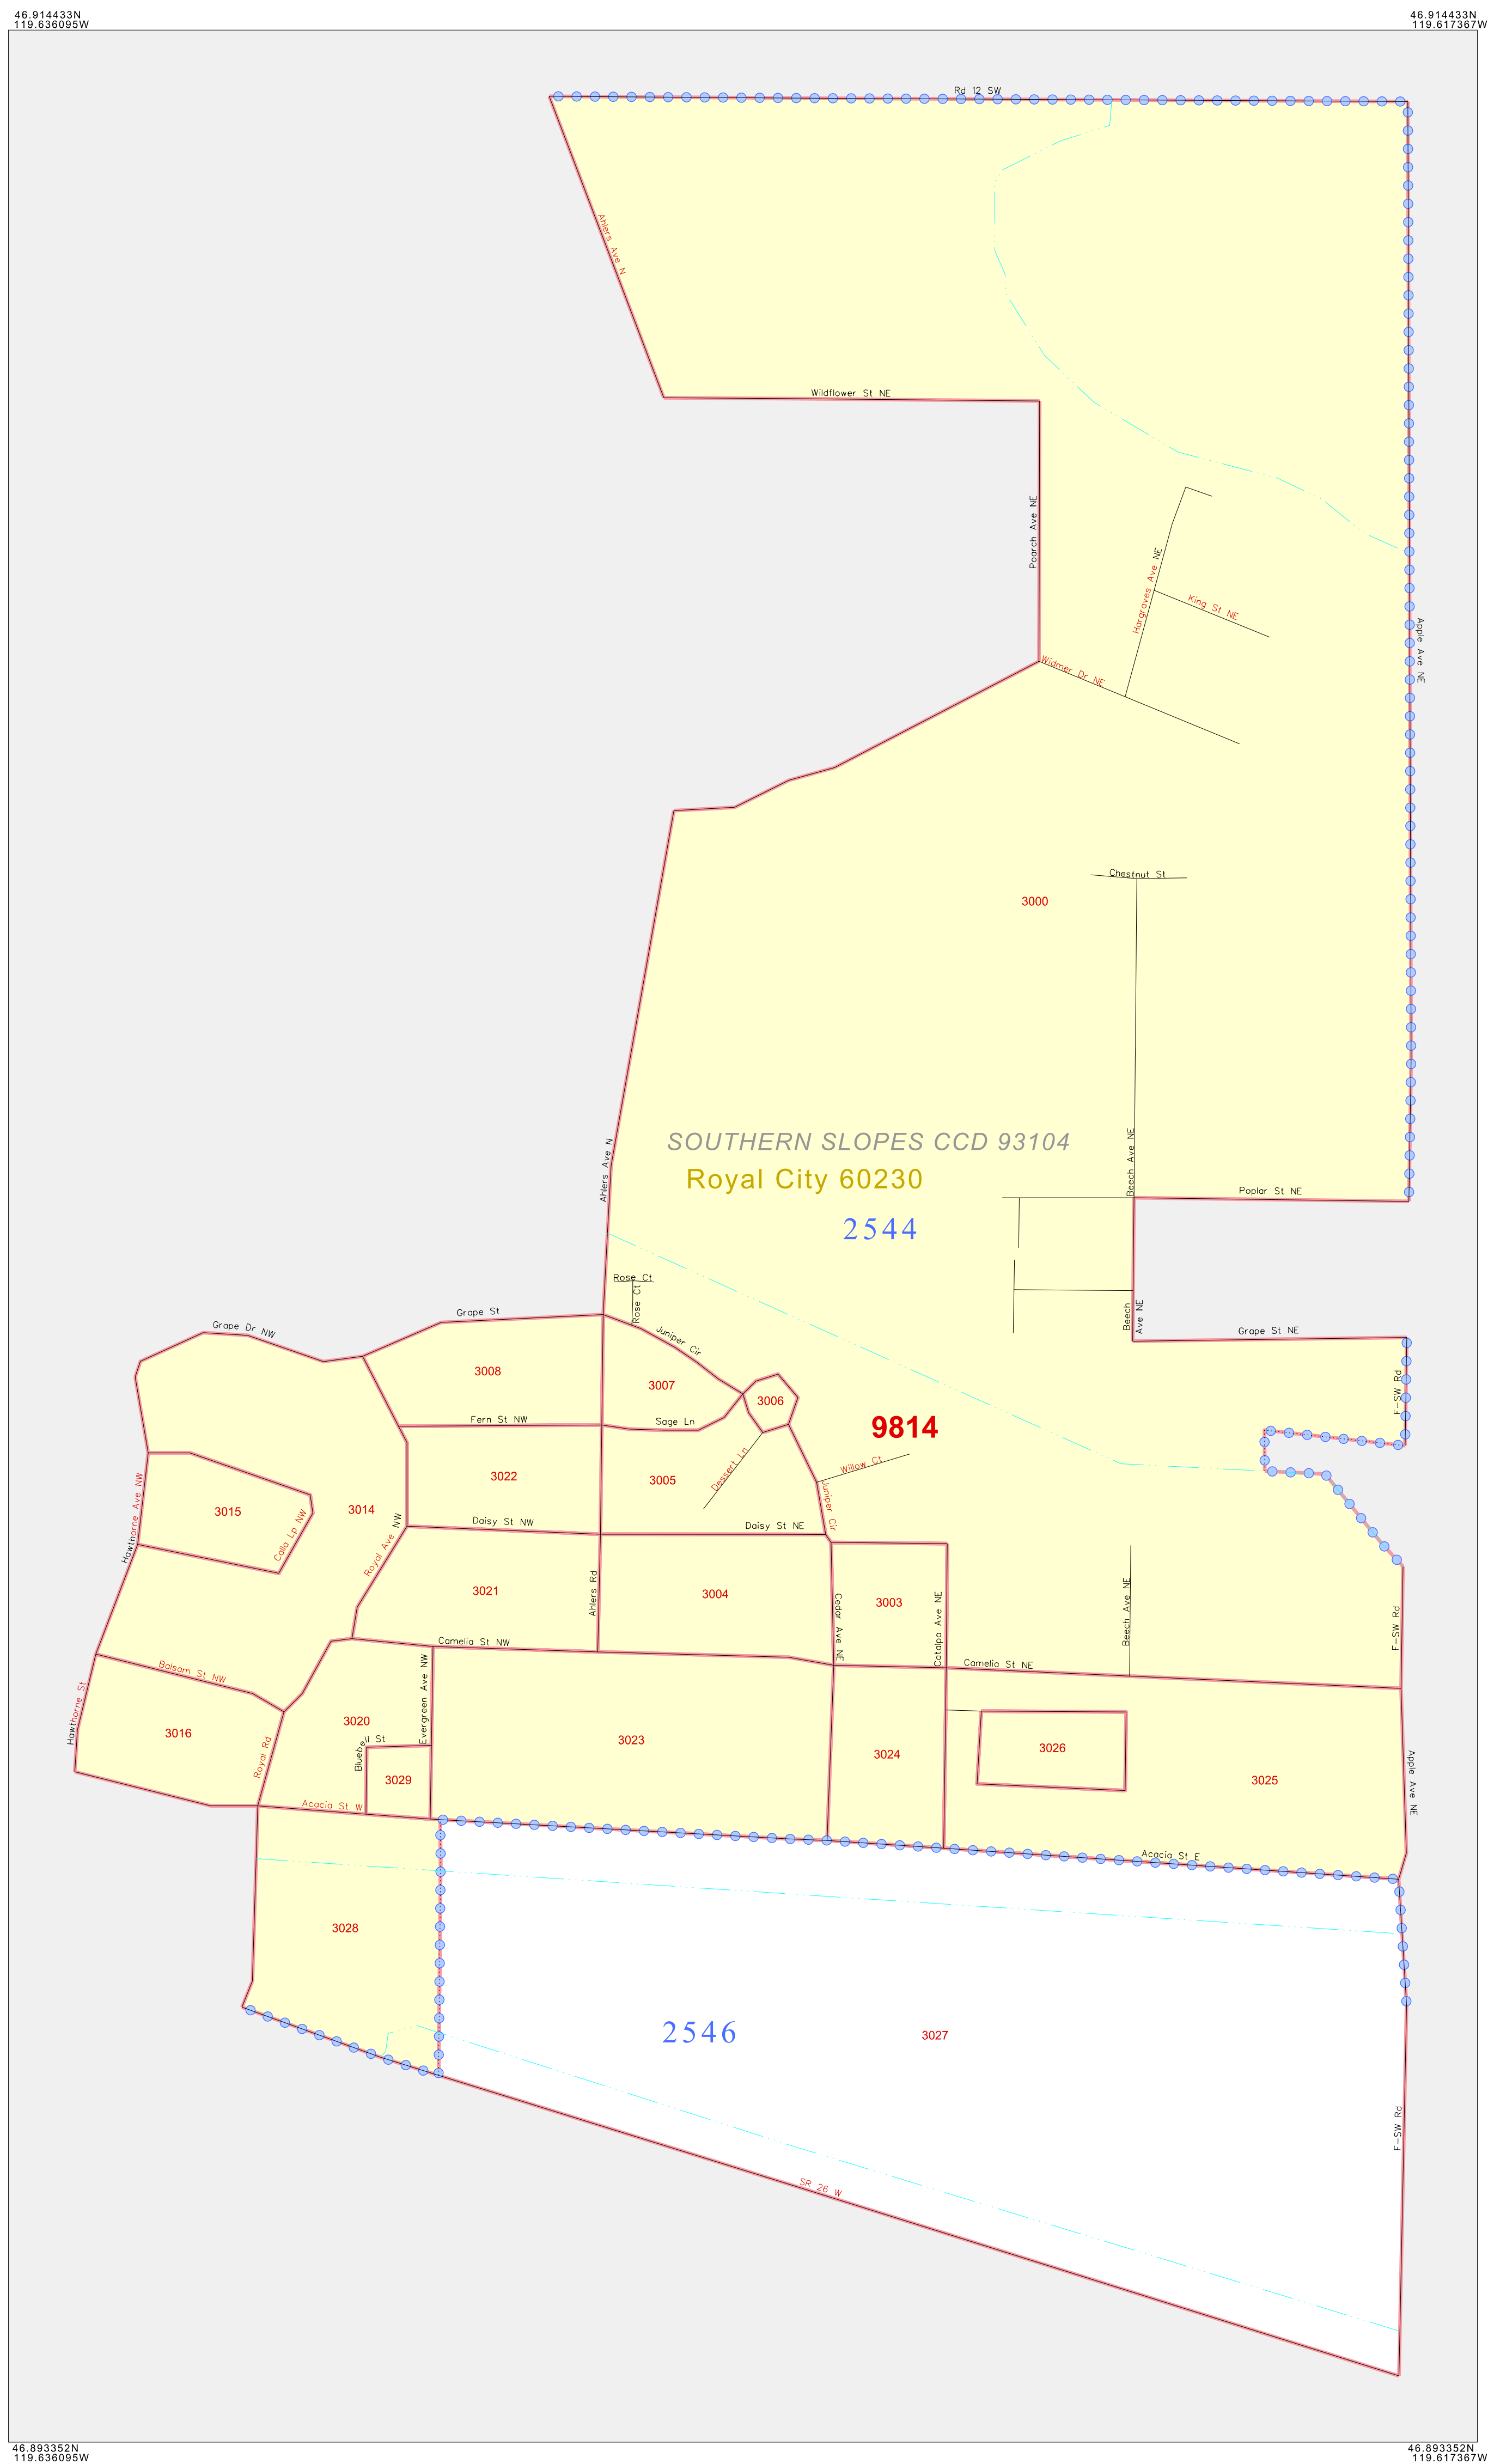 46.914433N
119.636095W
46.914433N
119.617367W
Rd 12 SW
Ahlers Ave N
Wildflower St NE
Poarch Ave NE
Hargraves Ave NE
King St NE
Widmer Dr NE
Apple Ave NE
Chestnut St
3000
SOUTHERN SLOPES CCD 93104
Royal City 60230
2544
Ahlers Ave N
Beech Ave NE
Poplar St NE
Rose Ct
Rose Ct
Beech
Ave NE
Grape St
Grape Dr NW
Juniper Cir
Grape St NE
F-SW Rd
3008
3007
3006
9814
Fern St NW
Sage Ln
Dessert Ln
Willow Ct
Juniper Cir
Hawthorne Ave NW
3015
3014
3022
3005
Calla Lp NW
Royal Ave NW
Daisy St NW
Daisy St NE
3021
Ahlers Rd
3004
Cedar Ave NE
3003
Catalpa Ave NE
Beech Ave NE
F-SW Rd
Camelia St NW
Camelia St NE
Balsam St NW
Hawthorne St
3016
Royal Rd
3020
Bluebell St
Evergreen Ave NW
3029
3023
3024
3026
3025
Apple Ave NE
Acacia St W
Acacia St E
3028
2546
3027
F-SW Rd
SR 26 W
46.893352N
119.636095W
46.893352N
119.617367W